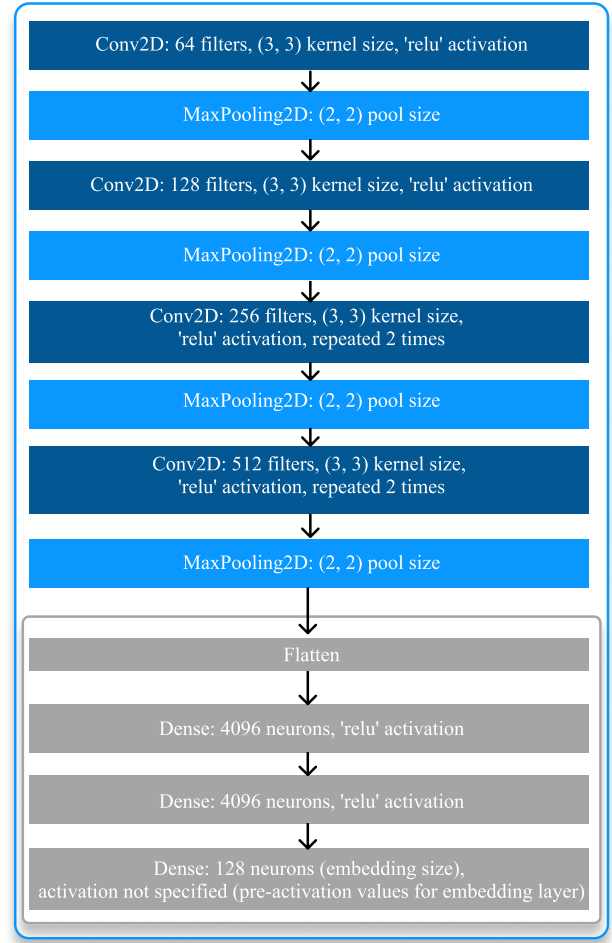 Conv2D: 64 filters, (3, 3) kernel size, 'relu' activation
MaxPooling2D: (2, 2) pool size
Conv2D: 128 filters, (3, 3) kernel size, 'relu' activation
MaxPooling2D: (2, 2) pool size
Conv2D: 256 filters, (3, 3) kernel size,
'relu' activation, repeated 2 times
MaxPooling2D: (2, 2) pool size
Conv2D: 512 filters, (3, 3) kernel size,
'relu' activation, repeated 2 times
MaxPooling2D: (2, 2) pool size
Flatten
Dense: 4096 neurons, 'relu' activation
Dense: 4096 neurons, 'relu' activation
Dense: 128 neurons (embedding size),
activation not specified (pre-activation values for embedding layer)